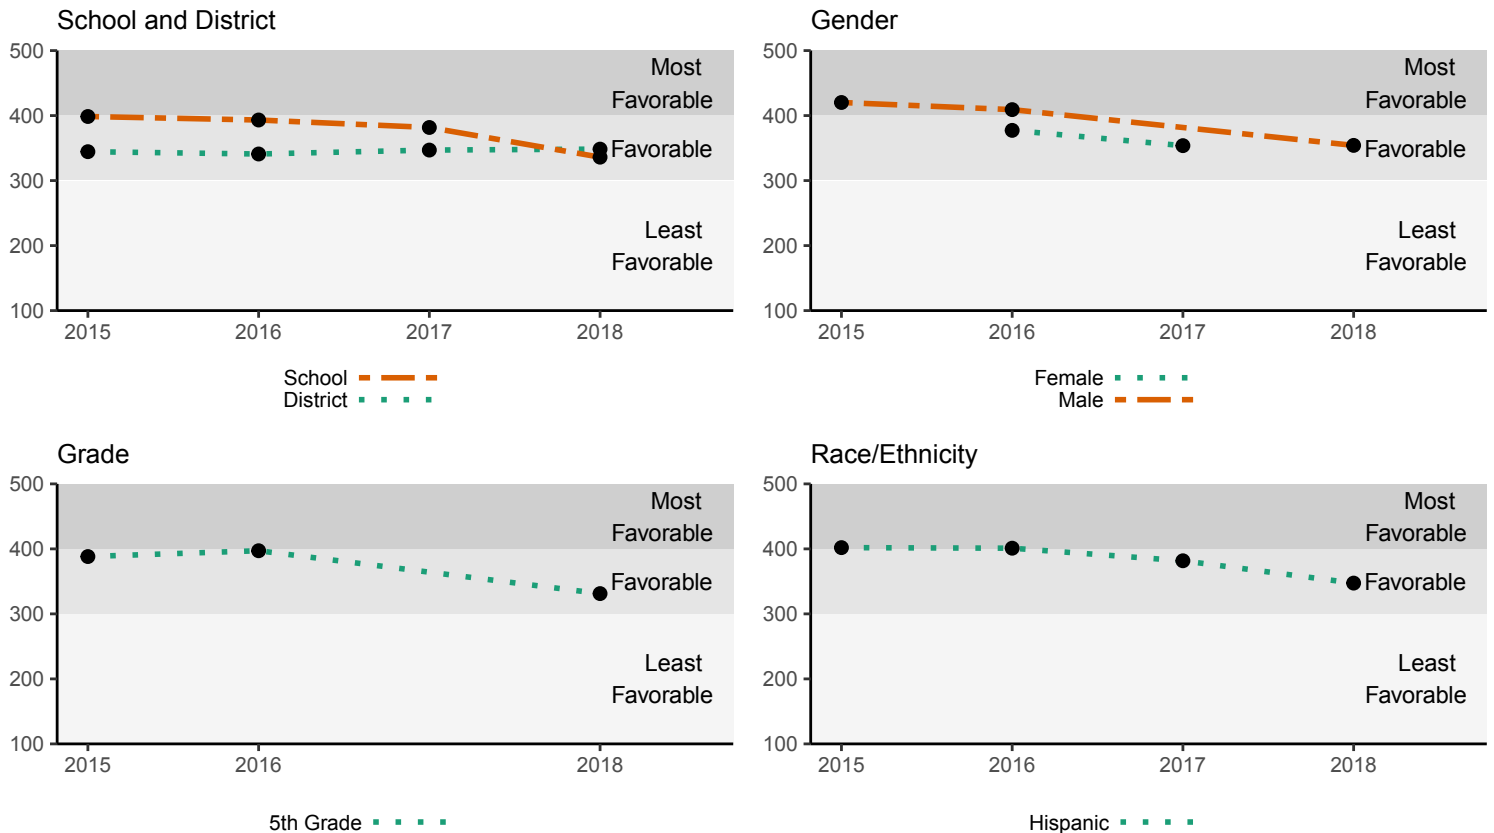 School and District
500
400
300
200
100
Most
Favorable
Favorable
Least
Favorable
2015 2016 2017 2018
School
District
Gender
500
400
300
200
100
Most
Favorable
Favorable
Least
Favorable
2015 2016 2017 2018
Female
Male
Grade
500
400
300
200
100
Most
Favorable
Favorable
Least
Favorable
2015 2016 2018
5th Grade
Race/Ethnicity
500
400
300
200
100
Most
Favorable
Favorable
Least
Favorable
2015 2016 2017 2018
Hispanic